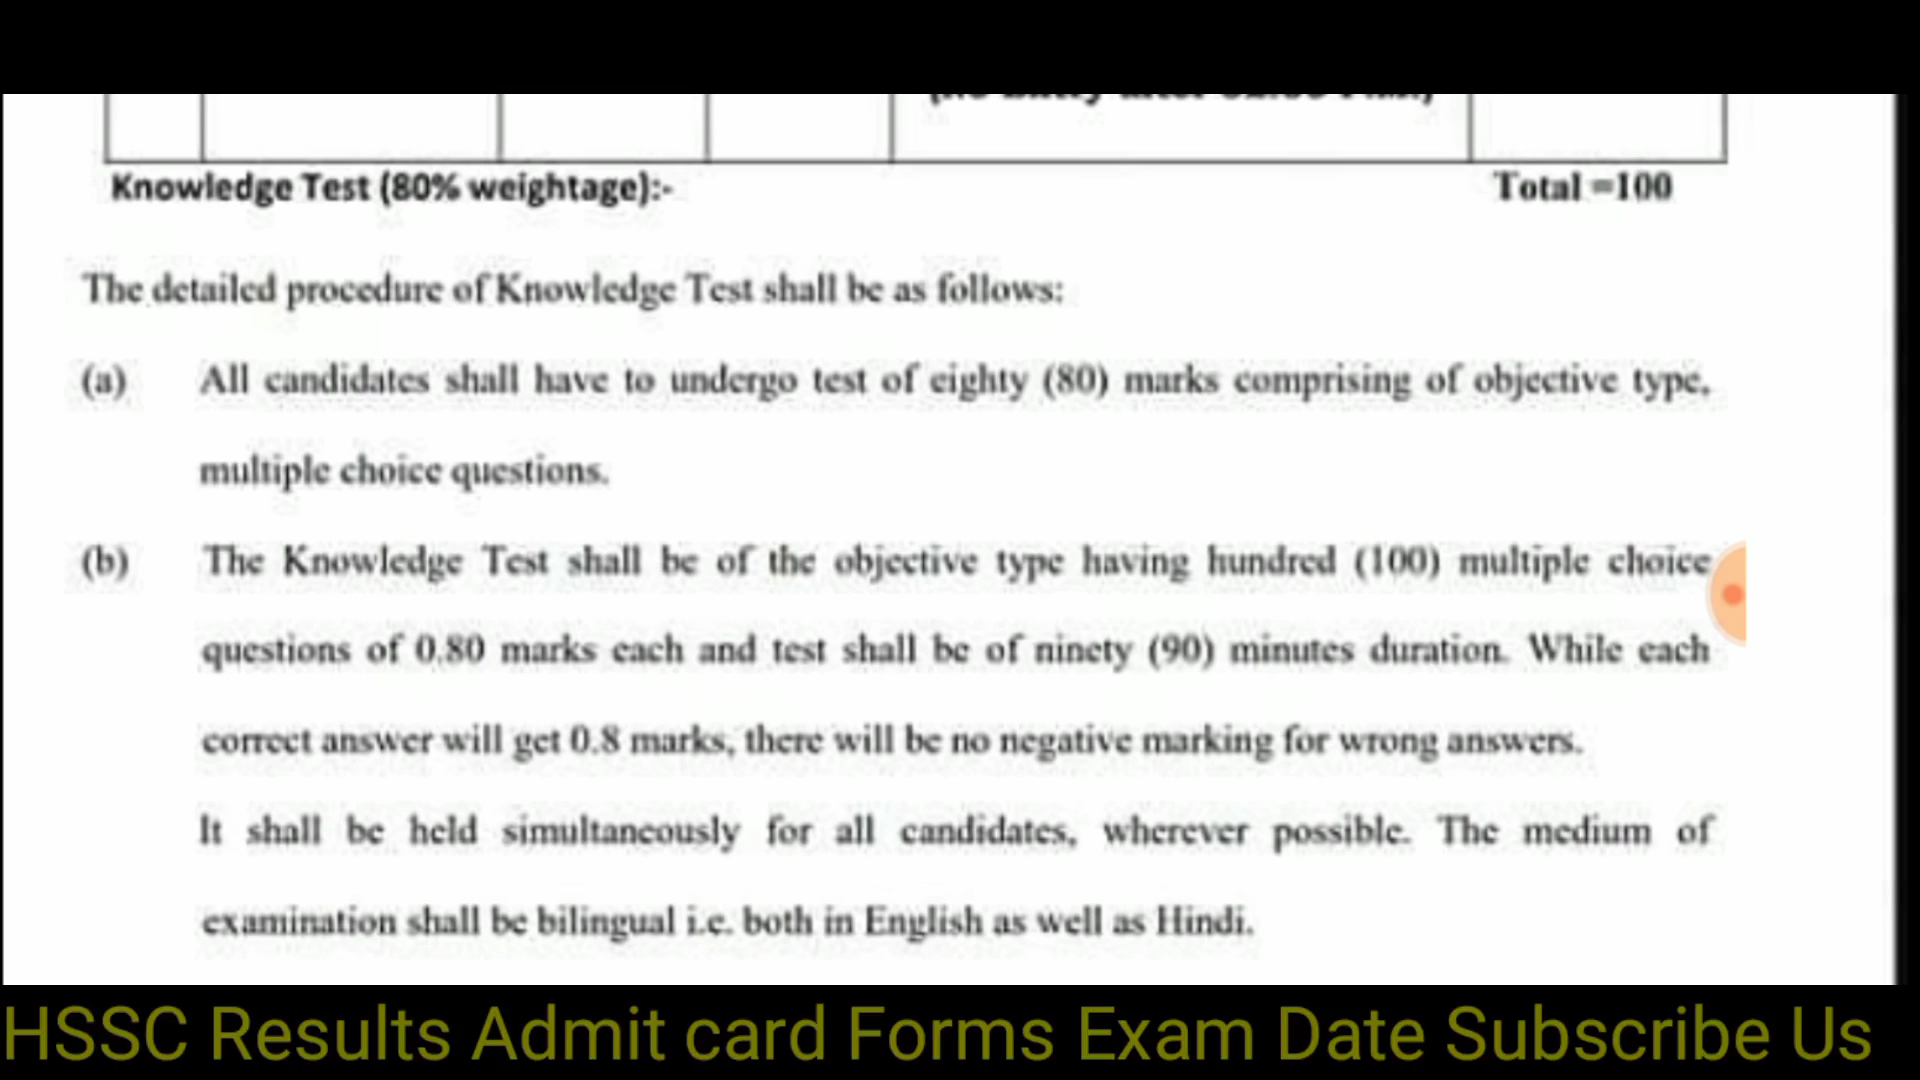 Knowledge Test (80% weightage):- Total =100
The detailed procedure of Knowledge Test shall be as follows:
(a) All candidates shall have to undergo test of eighty (80) marks comprising of objective type,
multiple choice questions.
(b) The Knowledge Test shall be of the objective type having hundred (100) multiple choice
questions of 0.80 marks each and test shall be of ninety (90) minutes duration. While each
correct answer will get 0.8 marks, there will be no negative marking for wrong answers.
It shall be held simultaneously for all candidates, wherever possible. The medium of
examination shall be bilingual i.e. both in English as well as Hindi.
HSSC Results Admit card Forms Exam Date Subscribe Us